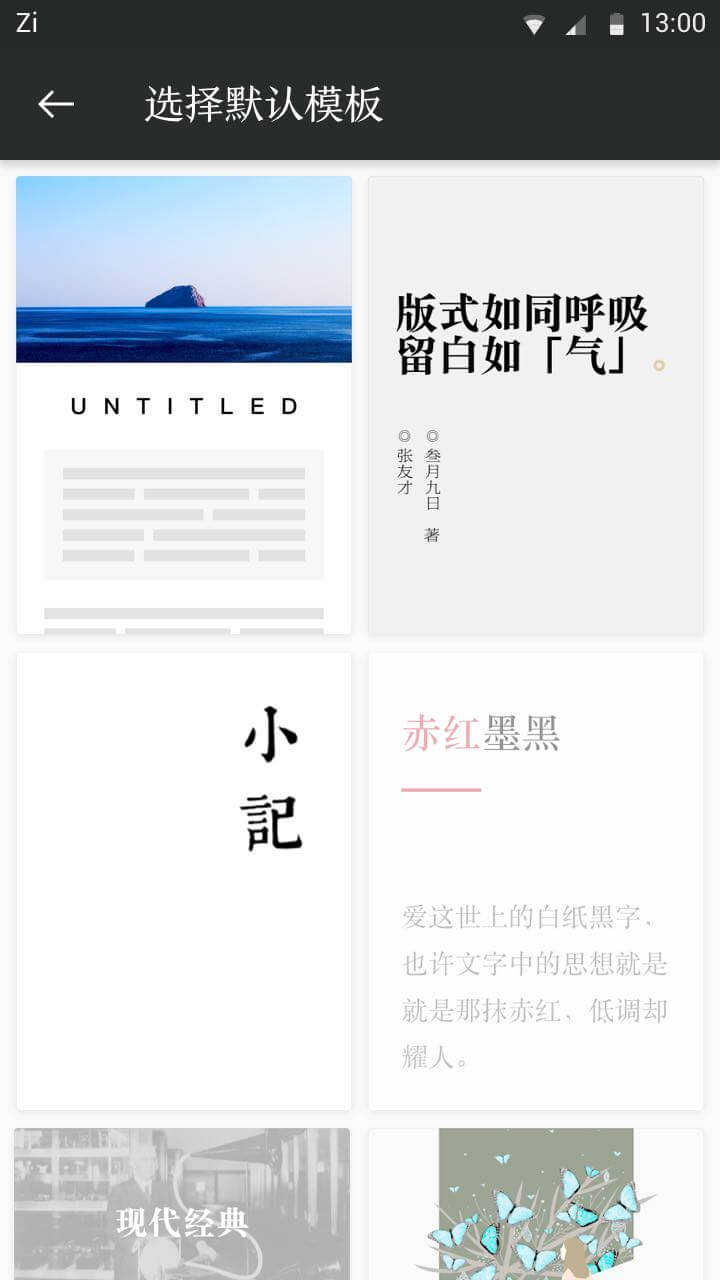 Zi
13:00
选择默认模板
UNTITLED
版式如同呼吸
留白如「气」。
◎叁月九日 著
◎张友才
小記
赤红墨黑
爱这世上的白纸黑字，
也许文字中的思想就是
就是那抹赤红，低调却
耀人。
现代经典